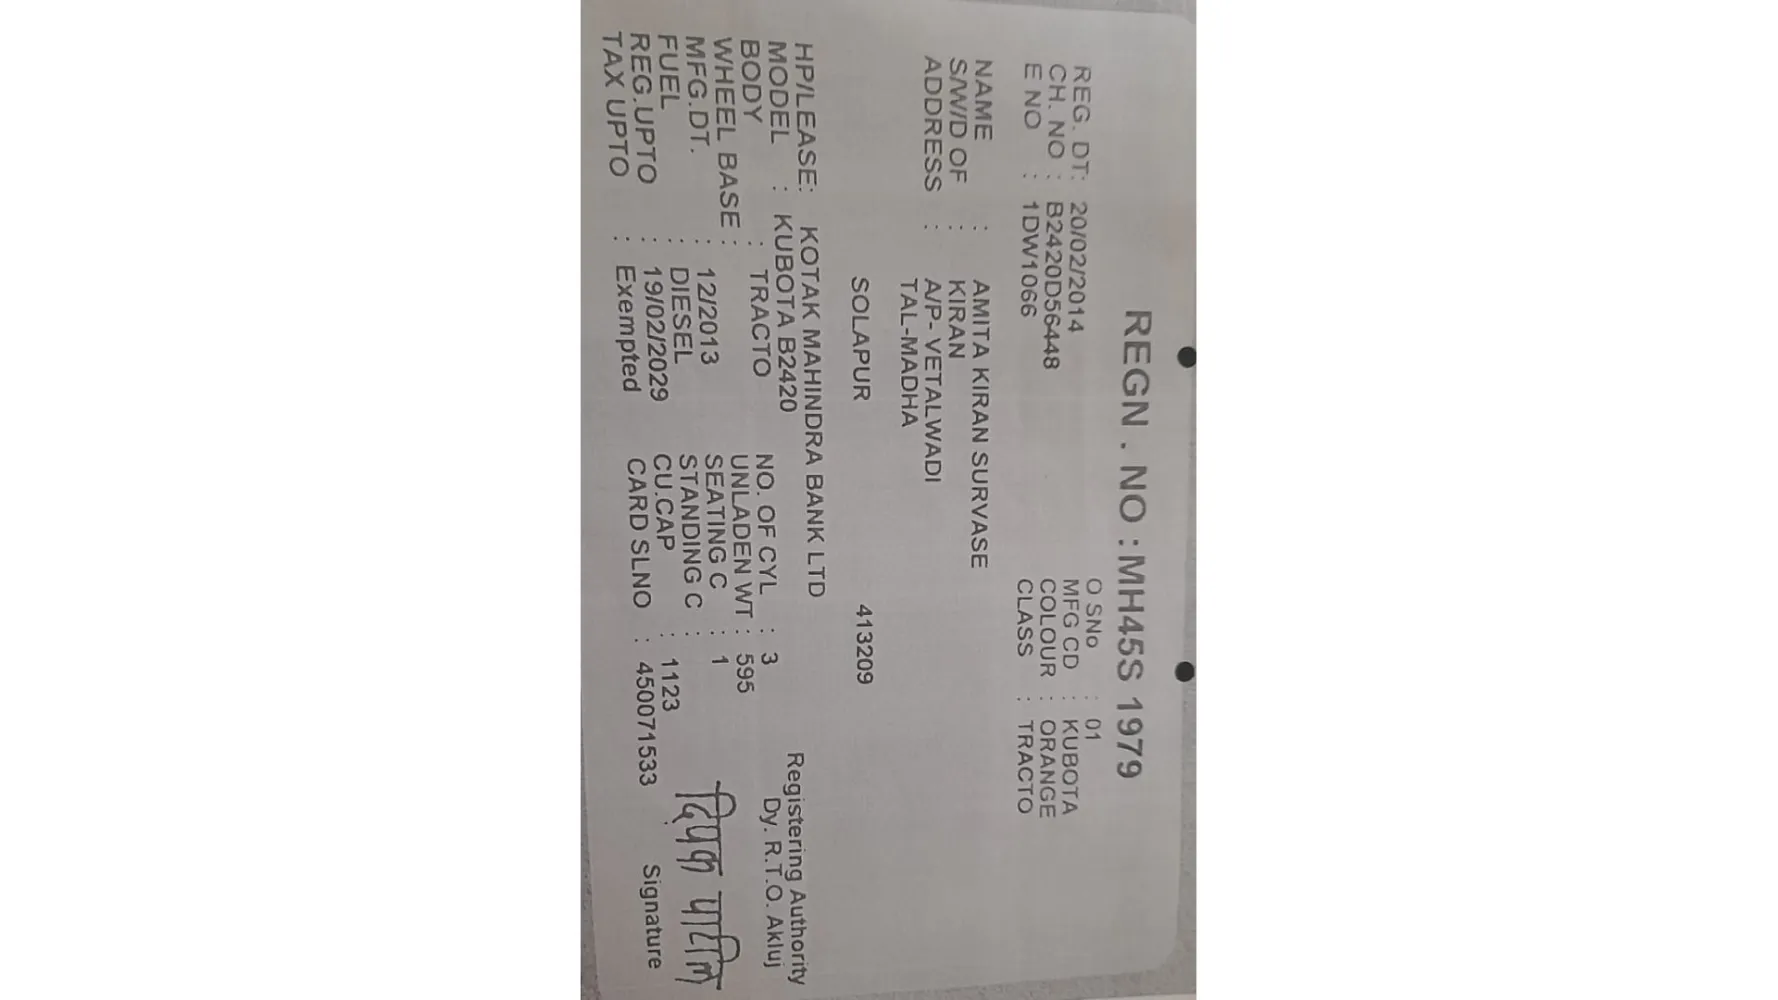 REGN . NO : MH45S 1979
REG. DT: 20/02/2014 O SNo : 01
CH. NO : B2420D56448 MFG CD : KUBOTA
E NO : 1DW1066 COLOUR : ORANGE
CLASS : TRACTO
NAME : AMITA KIRAN SURVASE
S/W/D OF : KIRAN
ADDRESS : A/P- VETALWADI
TAL-MADHA
SOLAPUR 413209
HP/LEASE: KOTAK MAHINDRA BANK LTD
MODEL : KUBOTA B2420 NO. OF CYL : 3
BODY : TRACTO UNLADEN WT : 595
WHEEL BASE : SEATING C : 1
MFG.DT. : 12/2013 STANDING C :
FUEL : DIESEL CU.CAP : 1123
REG.UPTO : 19/02/2029 CARD SLNO : 450071533
TAX UPTO : Exempted
Registering Authority
Dy. R.T.O. Akluj
दिपक पाटील
Signature